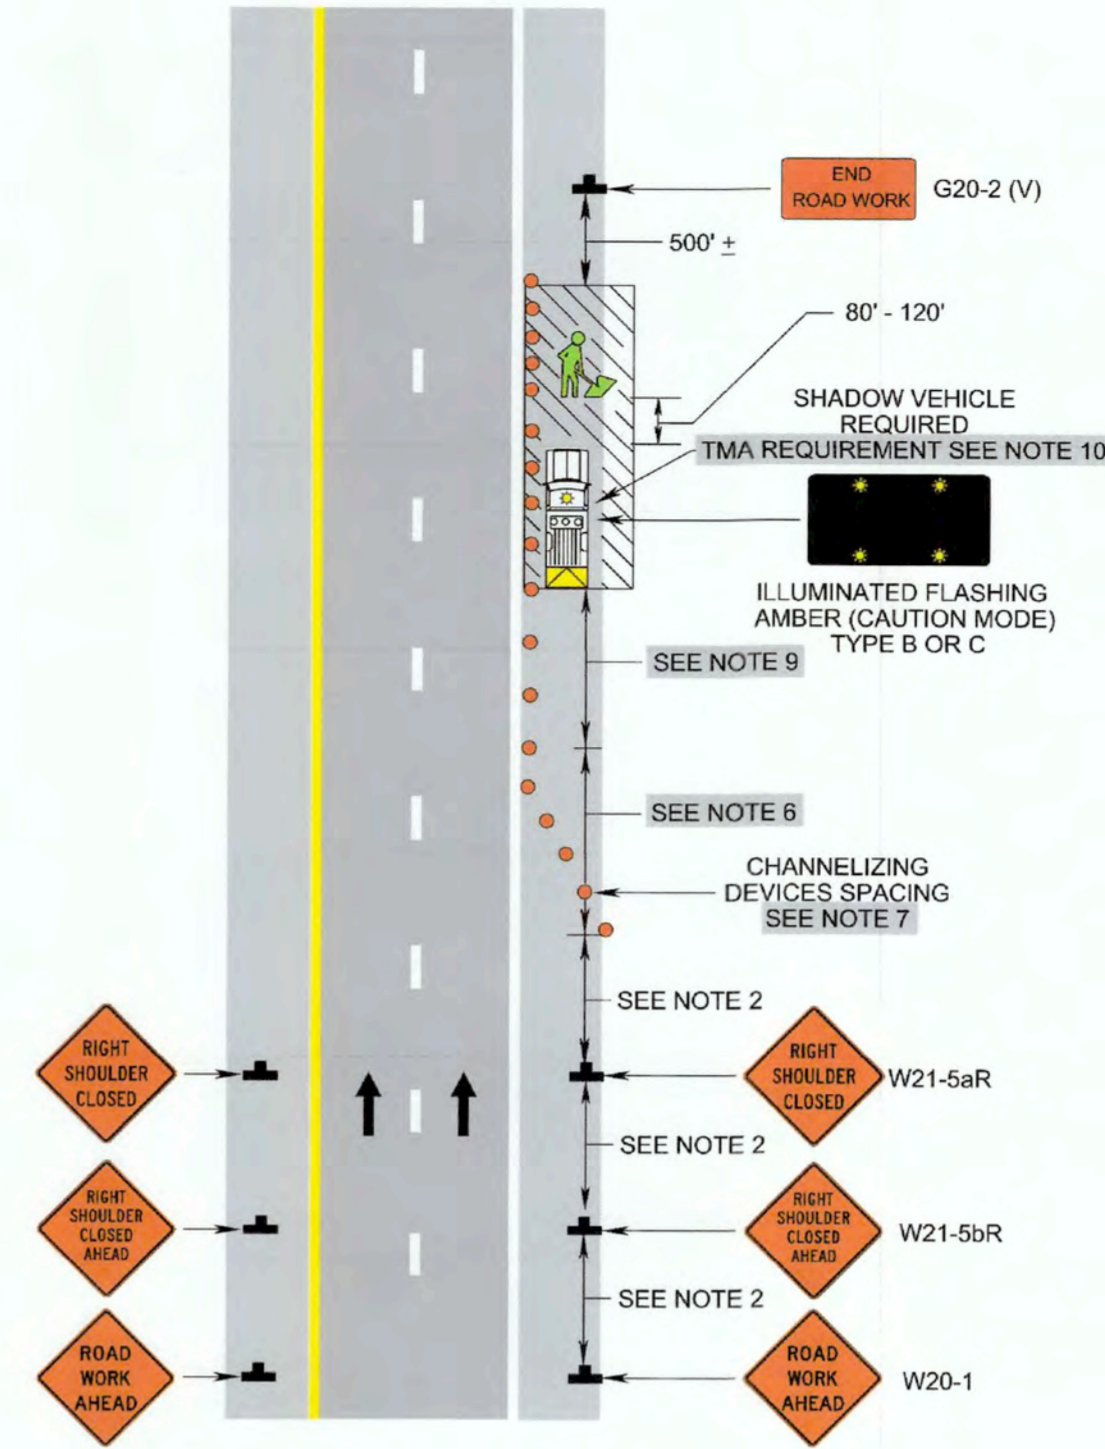 END
ROAD WORK
G20-2 (V)
500' ±
80' - 120'
SHADOW VEHICLE
REQUIRED
TMA REQUIREMENT SEE NOTE 10
ILLUMINATED FLASHING
AMBER (CAUTION MODE)
TYPE B OR C
SEE NOTE 9
SEE NOTE 6
CHANNELIZING
DEVICES SPACING
SEE NOTE 7
SEE NOTE 2
RIGHT
SHOULDER
CLOSED
RIGHT
SHOULDER
CLOSED
W21-5aR
SEE NOTE 2
RIGHT
SHOULDER
CLOSED
AHEAD
RIGHT
SHOULDER
CLOSED
AHEAD
W21-5bR
SEE NOTE 2
ROAD
WORK
AHEAD
ROAD
WORK
AHEAD
W20-1